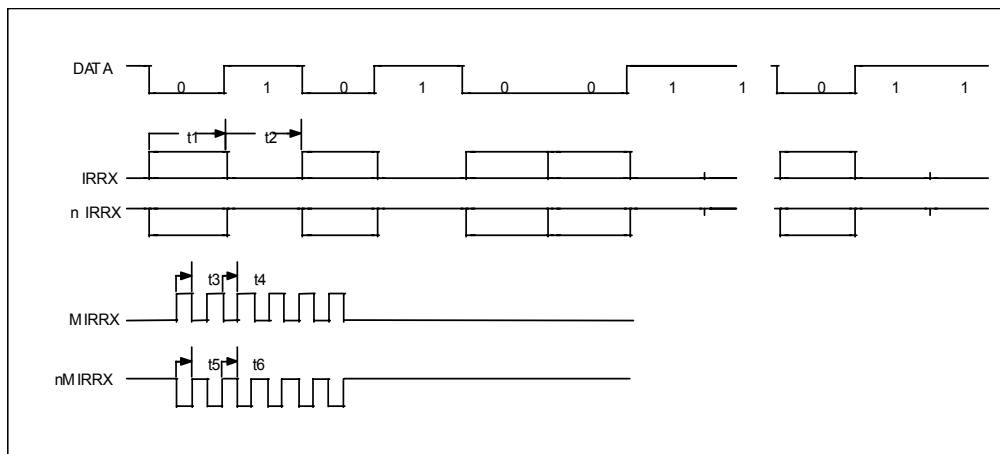 DATA
0 1 0 1 0 0 1 1 0 1 1
t1 t2
IRRX
n IRRX
t3 t4
MIRRX
t5 t6
nMIRRX